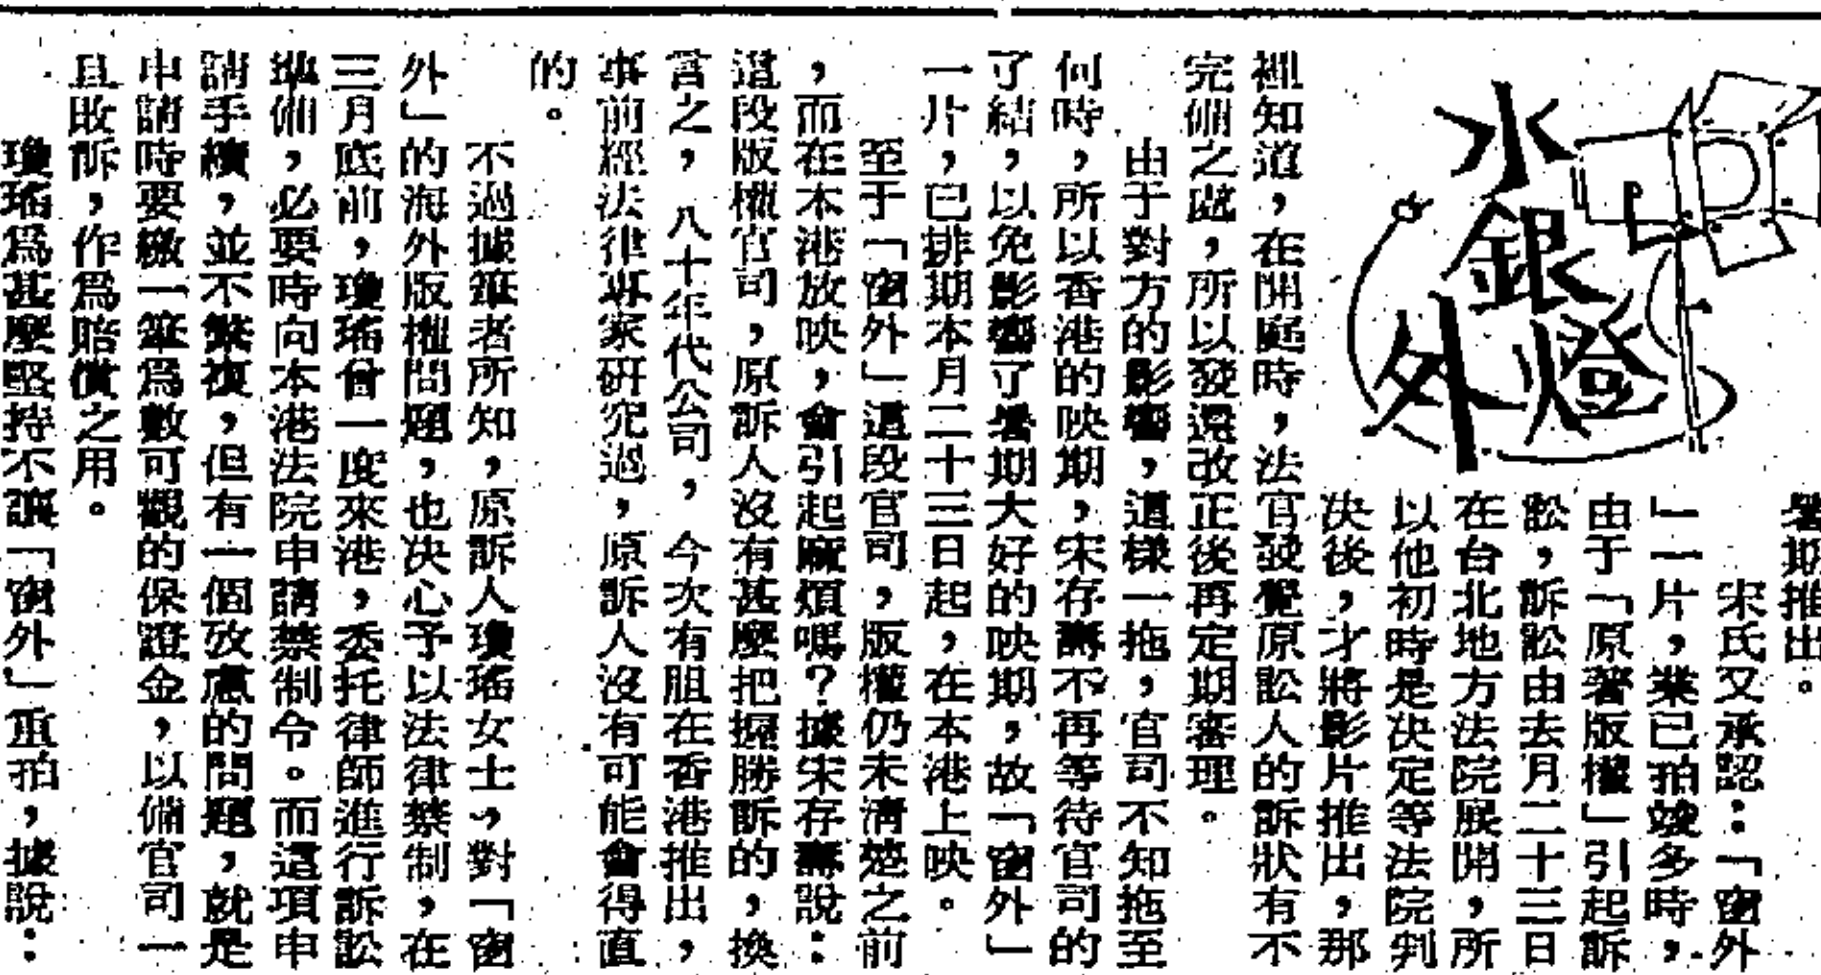 水銀燈外
暑期推出。
宋氏又承認：「窗外
」一片，業已拍竣多時，
由于「原著版權」引起訴
訟，訴訟由去月二十三日
在台北地方法院展開，所
以他初時是决定等法院判
决後，才將影片推出，那
裡知道，在開庭時，法官發覺原訟人的訴狀有不
完備之處，所以發還改正後再定期審理。
由于對方的影響，這樣一拖，官司不知拖至
何時，所以香港的映期，宋存壽不再等待官司的
了結，以免影響了暑期大好的映期，故「窗外」
一片，已排期本月二十三日起，在本港上映。
至于「窗外」這段官司，版權仍未清楚之前
，而在本港放映，會引起麻煩嗎？據宋存壽說：
這段版權官司，原訴人沒有甚麼把握勝訴的，換
言之，八十年代公司，今次有胆在香港推出，
事前經法律專家研究過，原訴人沒有可能會得直
的。
不過據筆者所知，原訴人瓊瑤女士，對「窗
外」的海外版權問題，也决心予以法律禁制，在
三月底前，瓊瑤曾一度來港，委托律師進行訴訟
準備，必要時向本港法院申請禁制令。而這項申
請手續，並不繁複，但有一個攷慮的問題，就是
申請時要繳一筆爲數可觀的保證金，以備官司一
且敗訴，作爲賠償之用。
瓊瑤爲甚麼堅持不讓「窗外」重拍，據說：